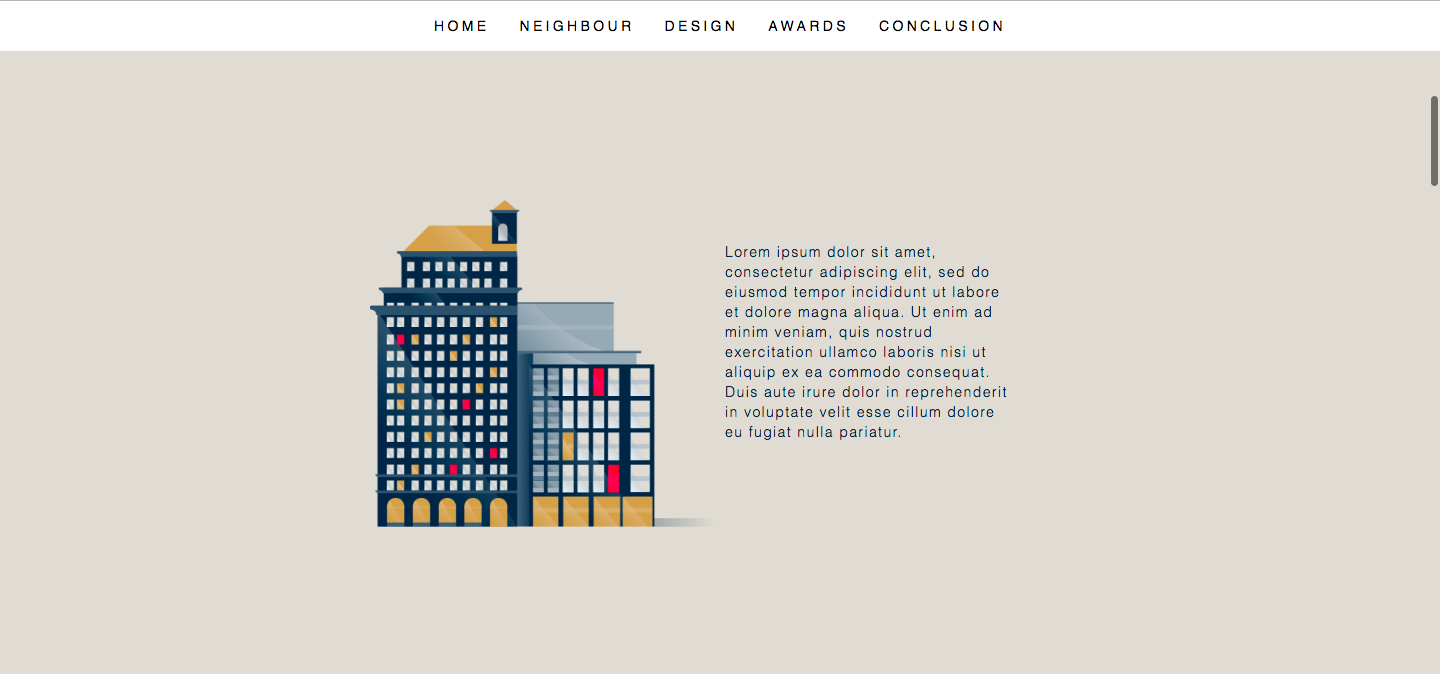 HOME NEIGHBOUR DESIGN AWARDS CONCLUSION
Lorem ipsum dolor sit amet,
consectetur adipiscing elit, sed do
eiusmod tempor incididunt ut labore
et dolore magna aliqua. Ut enim ad
minim veniam, quis nostrud
exercitation ullamco laboris nisi ut
aliquip ex ea commodo consequat.
Duis aute irure dolor in reprehenderit
in voluptate velit esse cillum dolore
eu fugiat nulla pariatur.